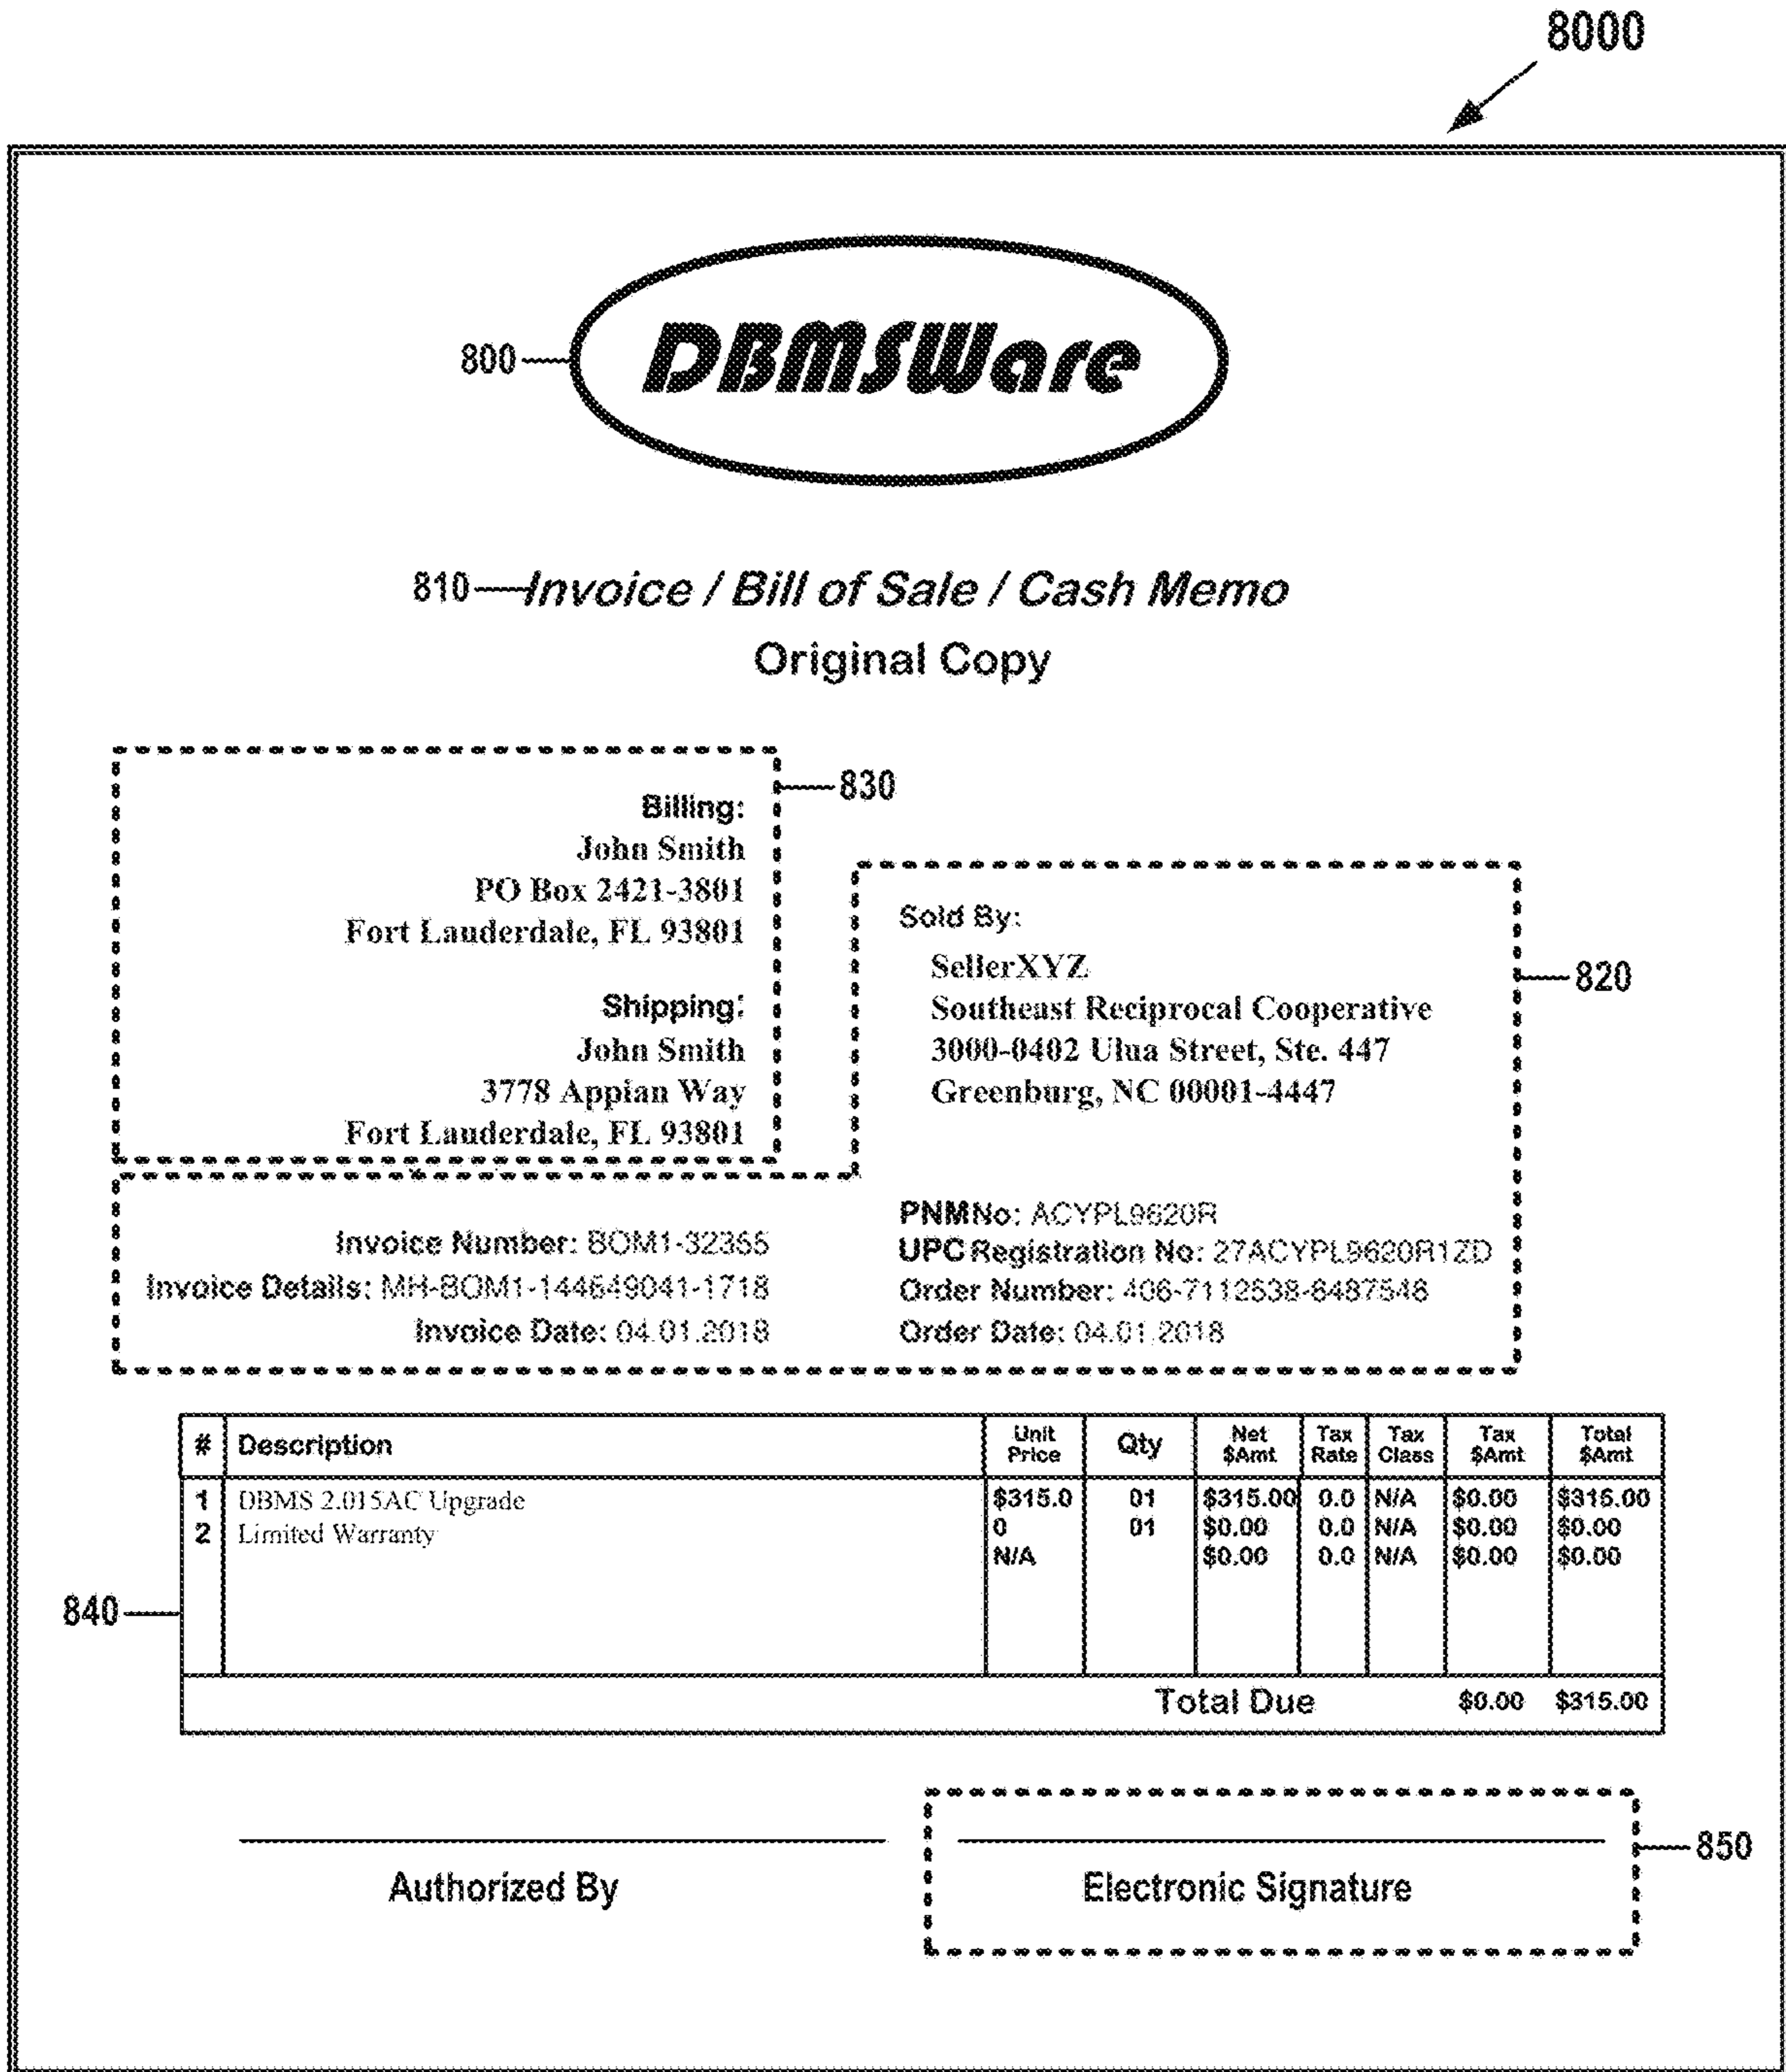 8000
800
DBMSWare
810
Invoice / Bill of Sale / Cash Memo
Original Copy
830
Billing:
John Smith
PO Box 2421-3801
Fort Lauderdale, FL 93801
Shipping:
John Smith
3778 Appian Way
Fort Lauderdale, FL 93801
820
Sold By:
SellerXYZ
Southeast Reciprocal Cooperative
3000-0402 Ulua Street, Ste. 447
Greenburg, NC 00001-4447
Invoice Number: BOM1-32355
Invoice Details: MH-BOM1-144649041-1718
Invoice Date: 04.01.2018
PNMNo: ACYPL9620R
UPC Registration No: 27ACYPL9620R1ZD
Order Number: 406-7112538-6487548
Order Date: 04.01.2018
# Description Unit Price Qty Net $Amt Tax Rate Tax Class Tax $Amt Total $Amt
1 DBMS 2.015AC Upgrade $315.0 01 $315.00 0.0 N/A $0.00 $315.00
2 Limited Warranty 0 01 $0.00 0.0 N/A $0.00 $0.00
N/A $0.00 0.0 N/A $0.00 $0.00
840
Total Due $0.00 $315.00
850
Authorized By
Electronic Signature